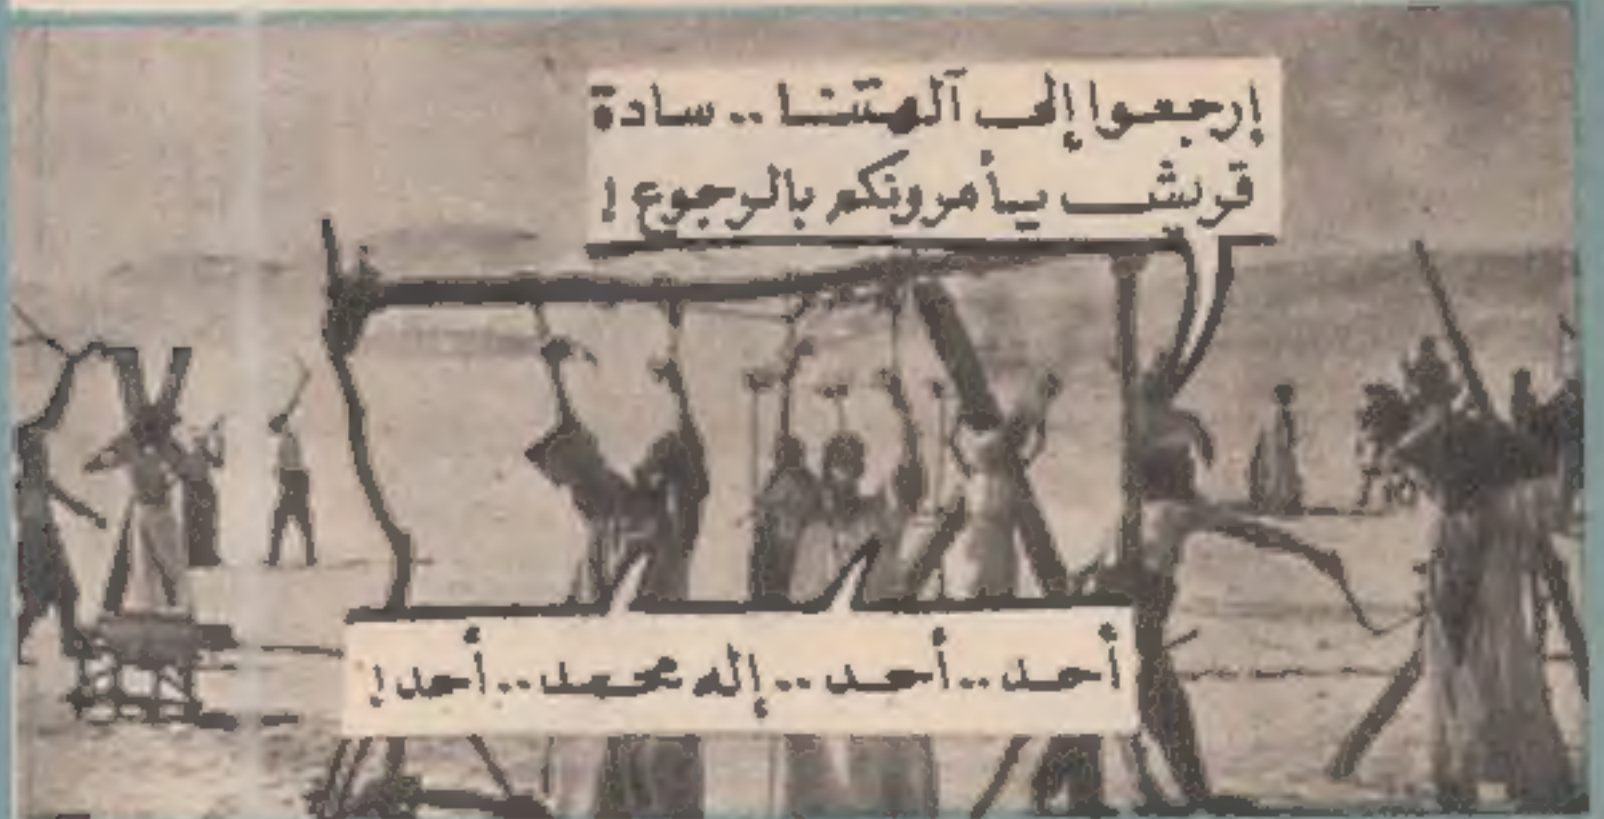 إرجعوا إلى آلهتنا .. سادة
قريش يأمرونكم بالرجوع !
أحد .. أحد .. إله محمد .. أحد !